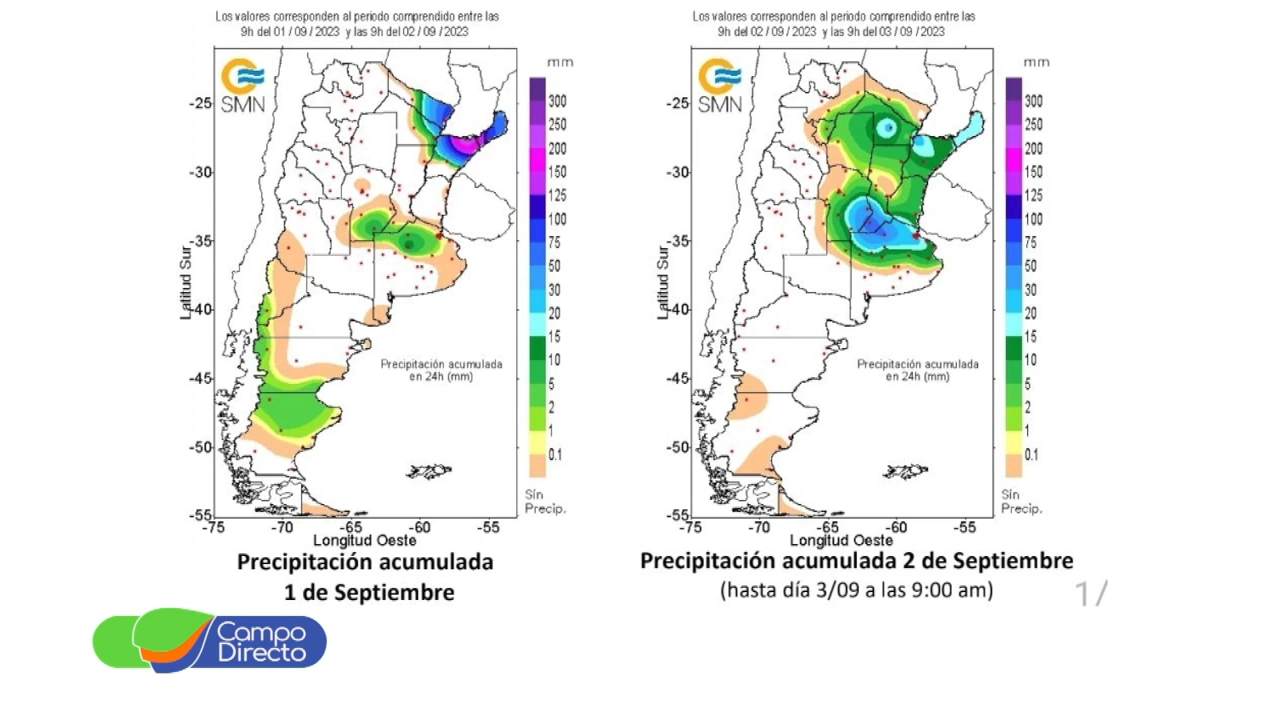 Los valores corresponden al periodo comprendido entre las
9h del 01 / 09 / 2023 y las 9h del 02 / 09 / 2023
SMN
mm
300
250
200
150
125
100
75
50
30
20
15
10
5
2
1
0.1
Sin
Precip.
-25
-30
-35
-40
-45
-50
-55
Latitud Sur
Precipitación acumulada
en 24h (mm)
-75 -70 -65 -60 -55
Longitud Oeste
Precipitación acumulada
1 de Septiembre
Los valores corresponden al periodo comprendido entre las
9h del 02 / 09 / 2023 y las 9h del 03 / 09 / 2023
SMN
mm
300
250
200
150
125
100
75
50
30
20
15
10
5
2
1
0.1
Sin
Precip.
-25
-30
-35
-40
-45
-50
-55
Latitud Sur
Precipitación acumulada
en 24h (mm)
-75 -70 -65 -60 -55
Longitud Oeste
Precipitación acumulada 2 de Septiembre
(hasta día 3/09 a las 9:00 am)
1/
Campo
Directo